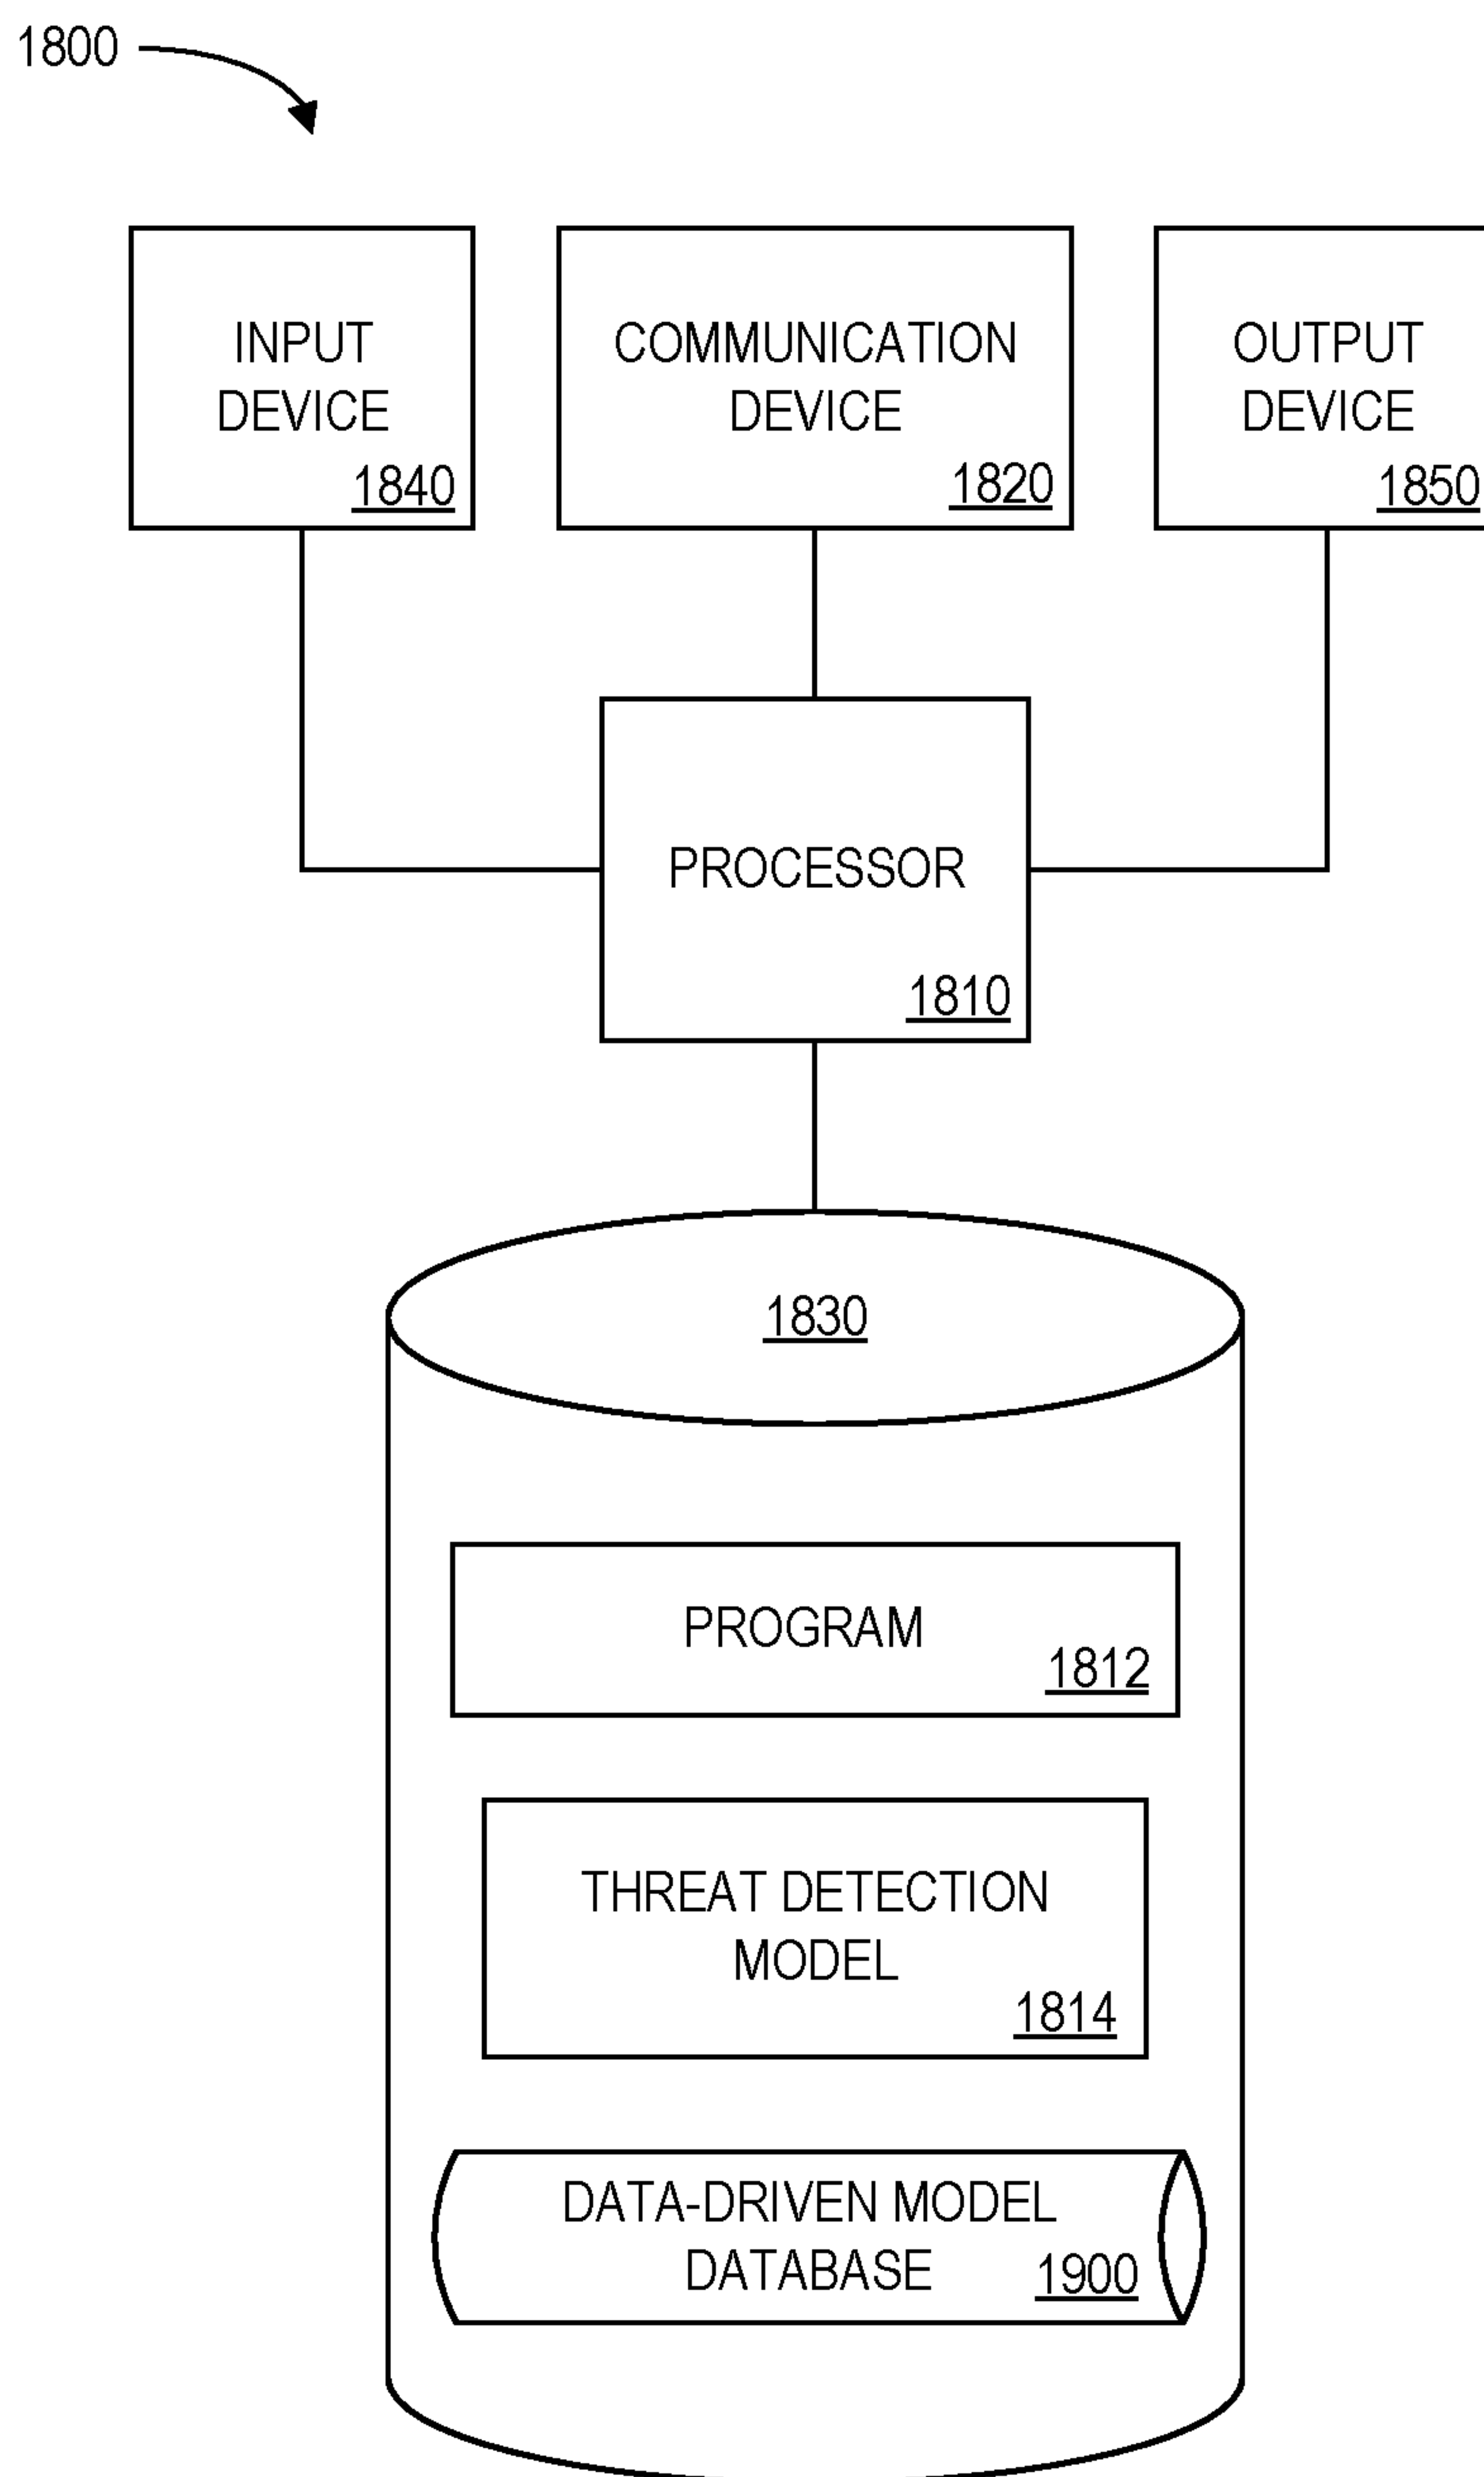 1800
INPUT
DEVICE
1840
COMMUNICATION
DEVICE
1820
OUTPUT
DEVICE
1850
PROCESSOR
1810
1830
PROGRAM
1812
THREAT DETECTION
MODEL
1814
DATA-DRIVEN MODEL
DATABASE
1900